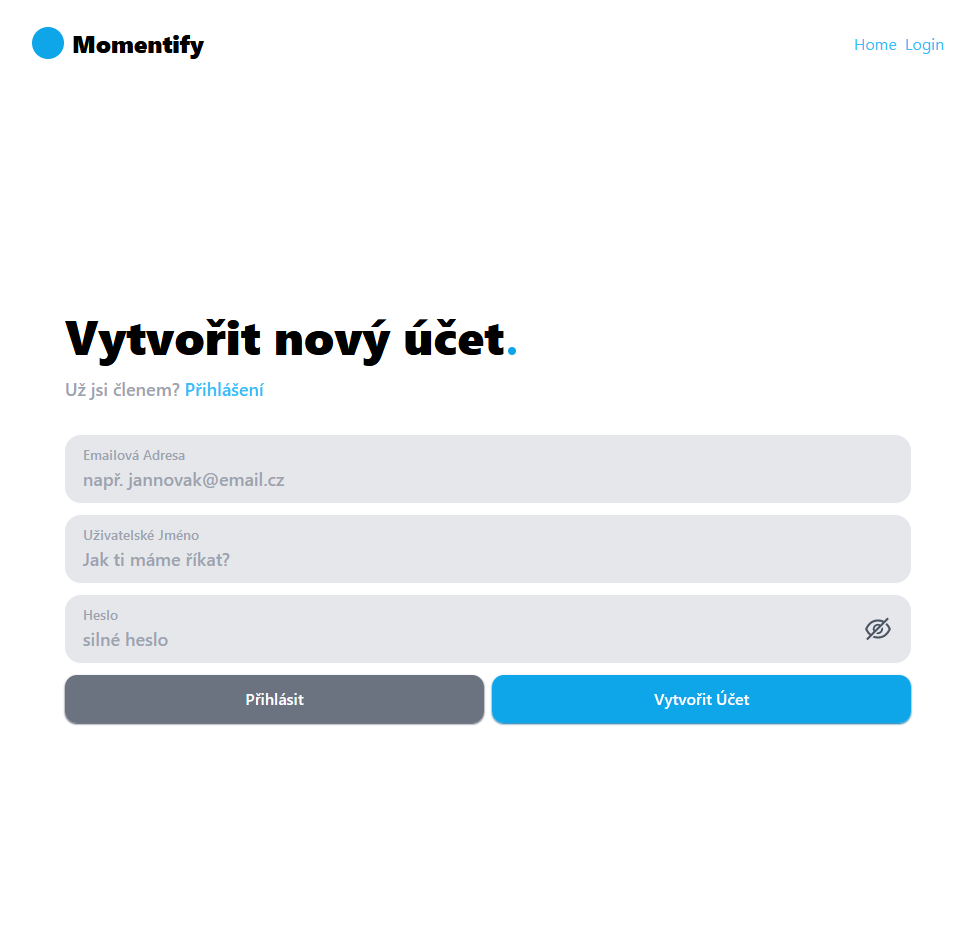 Momentify
Home Login
Vytvořit nový účet.
Už jsi členem? Přihlášení
Emailová Adresa
např. jannovak@email.cz
Uživatelské Jméno
Jak ti máme říkat?
Heslo
silné heslo
Přihlásit
Vytvořit Účet